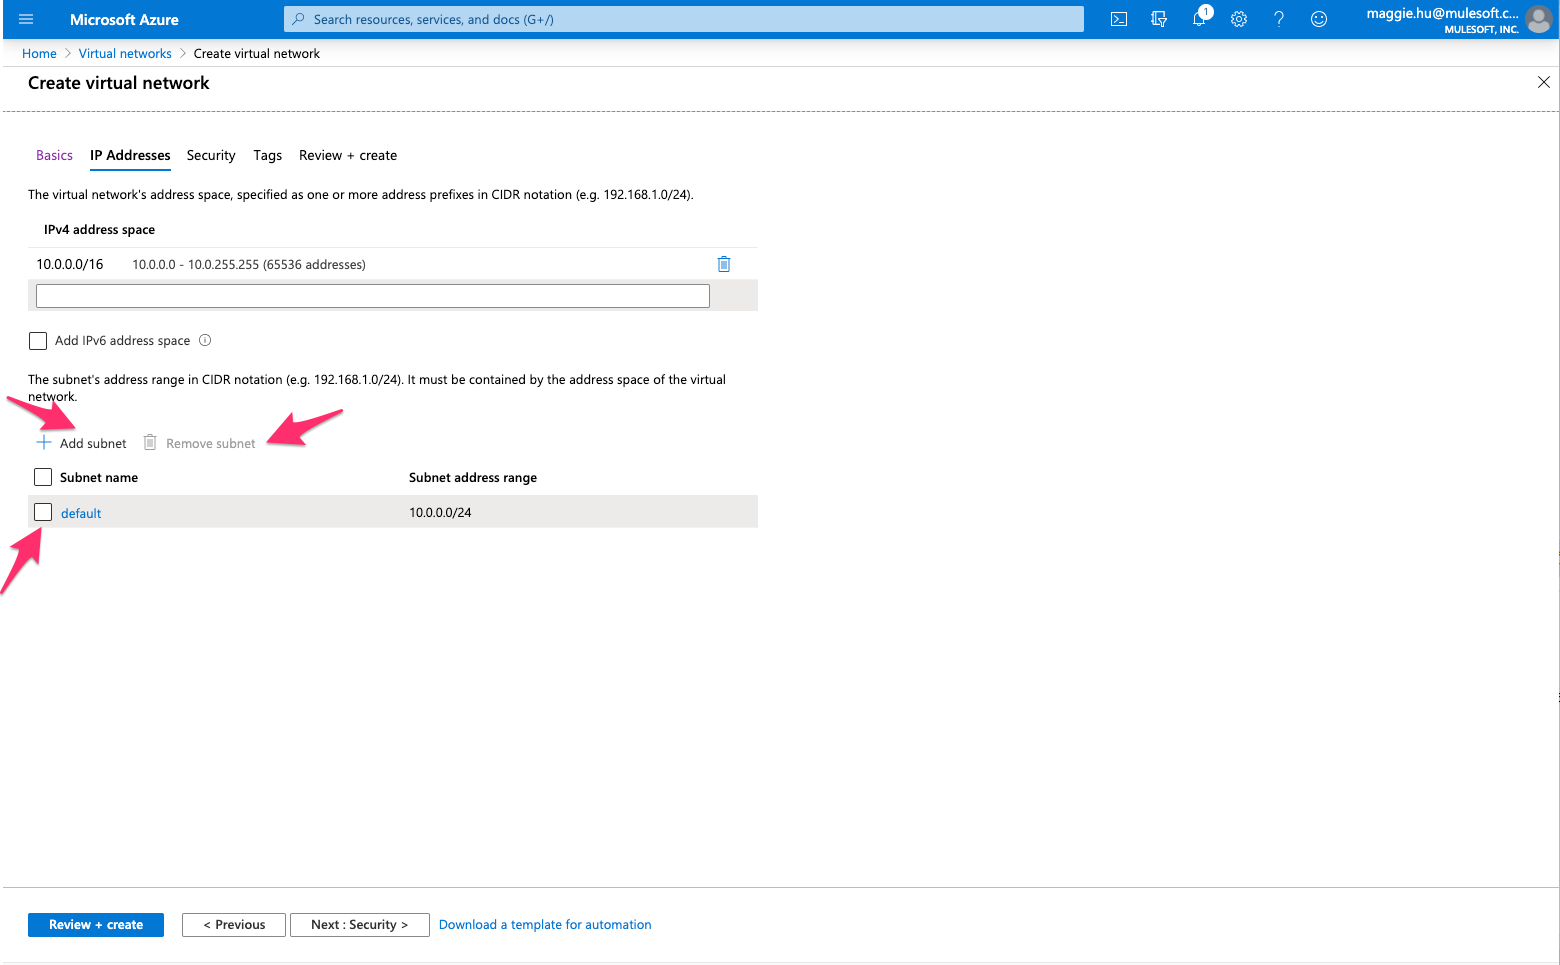 Microsoft Azure
Search resources, services, and docs (G+/)
1
maggie.hu@mulesoft.c...
MULESOFT, INC.
Home > Virtual networks > Create virtual network
Create virtual network
Basics IP Addresses Security Tags Review + create
The virtual network's address space, specified as one or more address prefixes in CIDR notation (e.g. 192.168.1.0/24).
IPv4 address space
10.0.0.0/16 10.0.0.0 - 10.0.255.255 (65536 addresses)
Add IPv6 address space
The subnet's address range in CIDR notation (e.g. 192.168.1.0/24). It must be contained by the address space of the virtual
network.
+ Add subnet Remove subnet
Subnet name Subnet address range
default 10.0.0.0/24
Review + create < Previous Next : Security > Download a template for automation